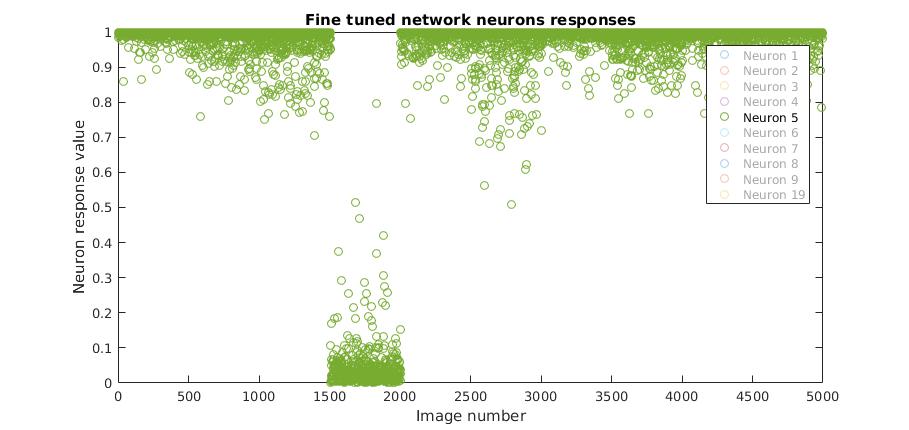 Fine tuned network neurons responses
Neuron response value
1
0.9
0.8
0.7
0.6
0.5
0.4
0.3
0.2
0.1
0
Neuron 1
Neuron 2
Neuron 3
Neuron 4
Neuron 5
Neuron 6
Neuron 7
Neuron 8
Neuron 9
Neuron 19
0 500 1000 1500 2000 2500 3000 3500 4000 4500 5000
Image number